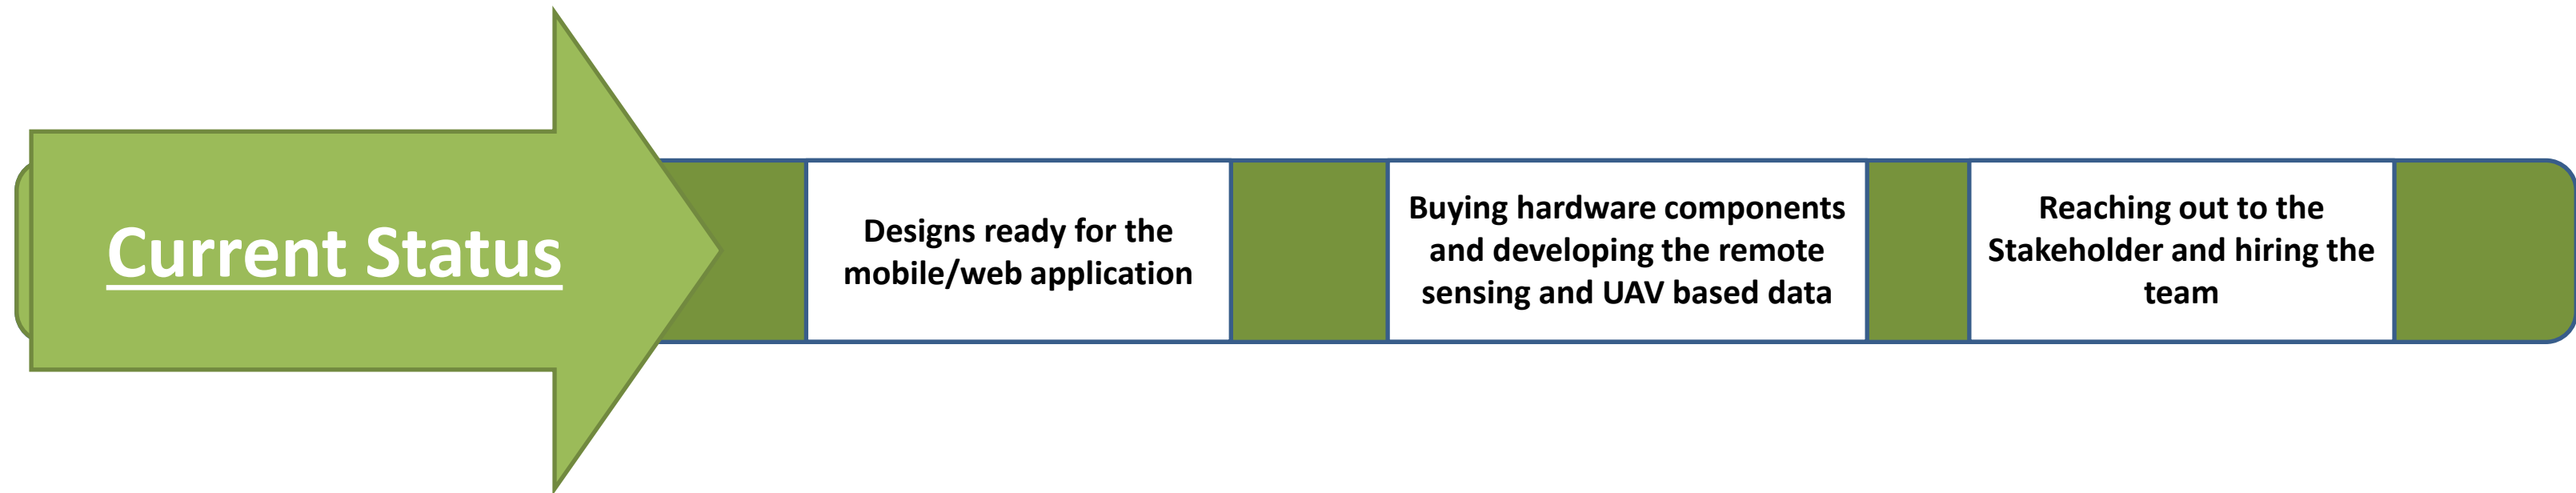 Current Status
Designs ready for the
mobile/web application
Buying hardware components
and developing the remote
sensing and UAV based data
Reaching out to the
Stakeholder and hiring the
team